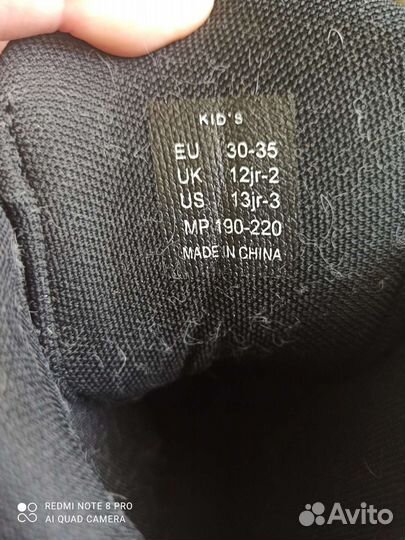 KID'S
EU 30-35
UK 12jr-2
US 13jr-3
MP 190-220
MADE IN CHINA
REDMI NOTE 8 PRO
AI QUAD CAMERA
Avito